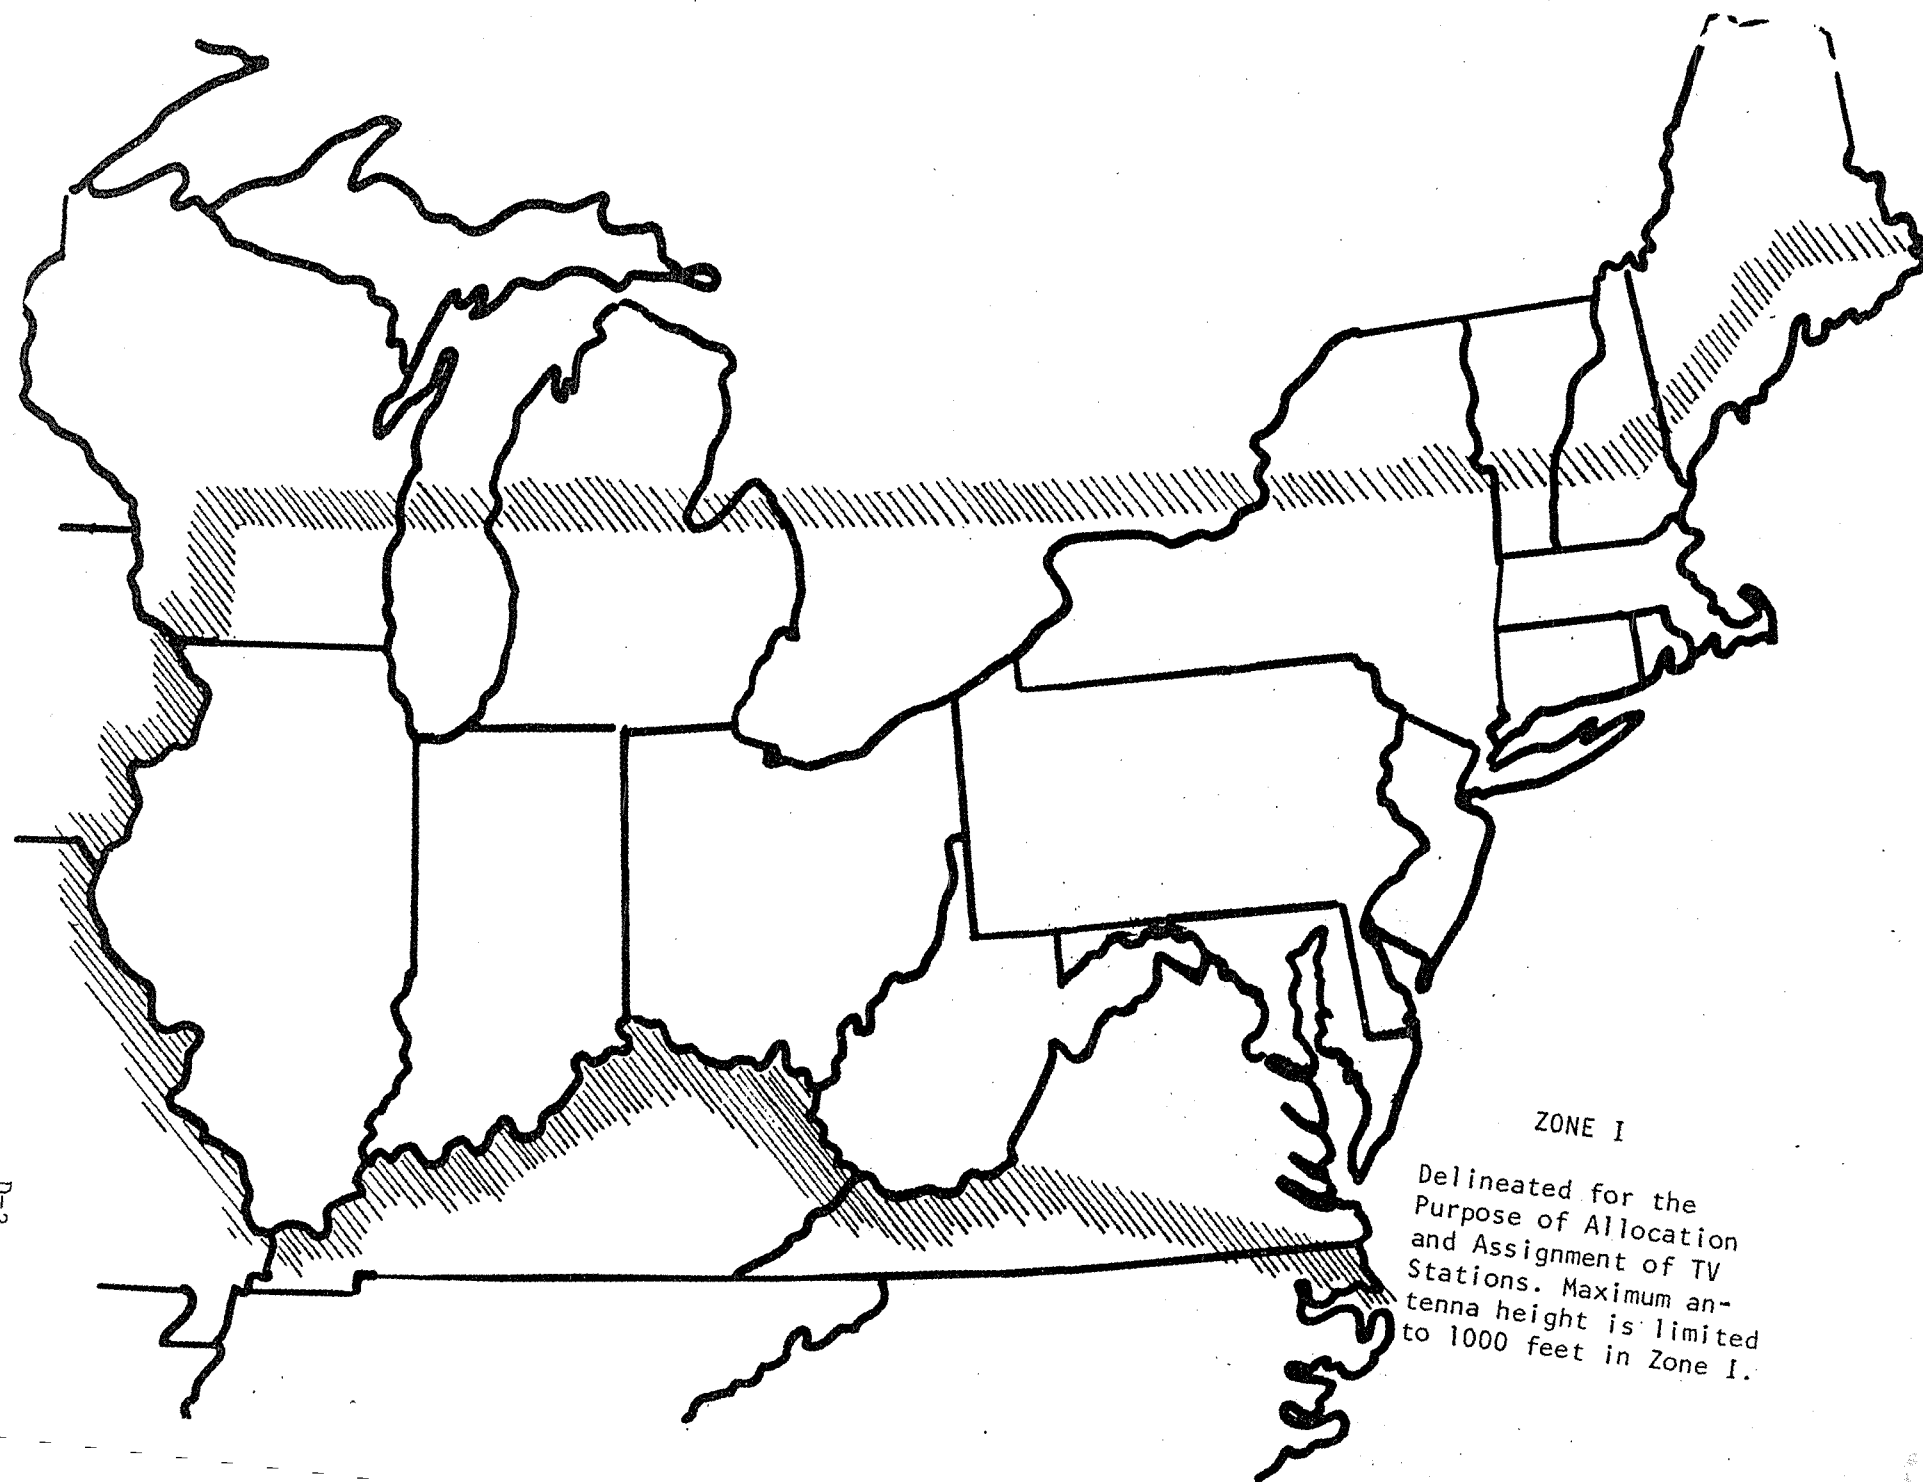 ZONE I
Delineated for the
Purpose of Allocation
and Assignment of TV
Stations. Maximum an-
tenna height is limited
to 1000 feet in Zone I.
D-2